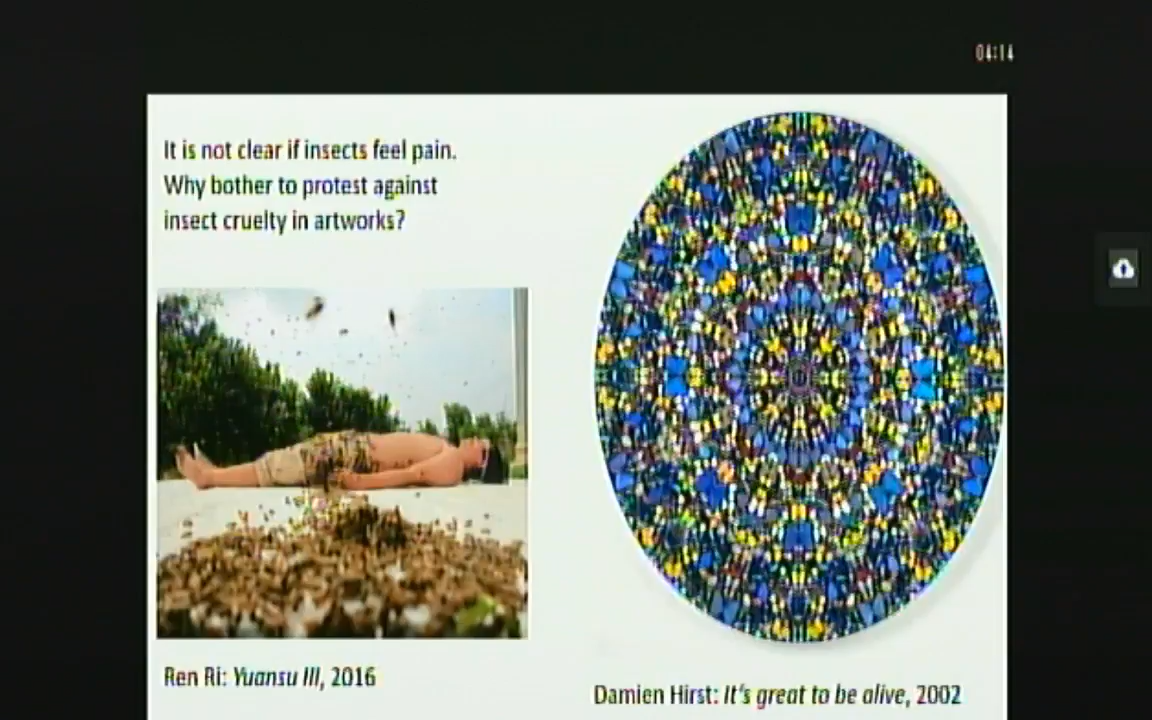 04:14
It is not clear if insects feel pain.
Why bother to protest against
insect cruelty in artworks?
Ren Ri: Yuansu III, 2016
Damien Hirst: It's great to be alive, 2002